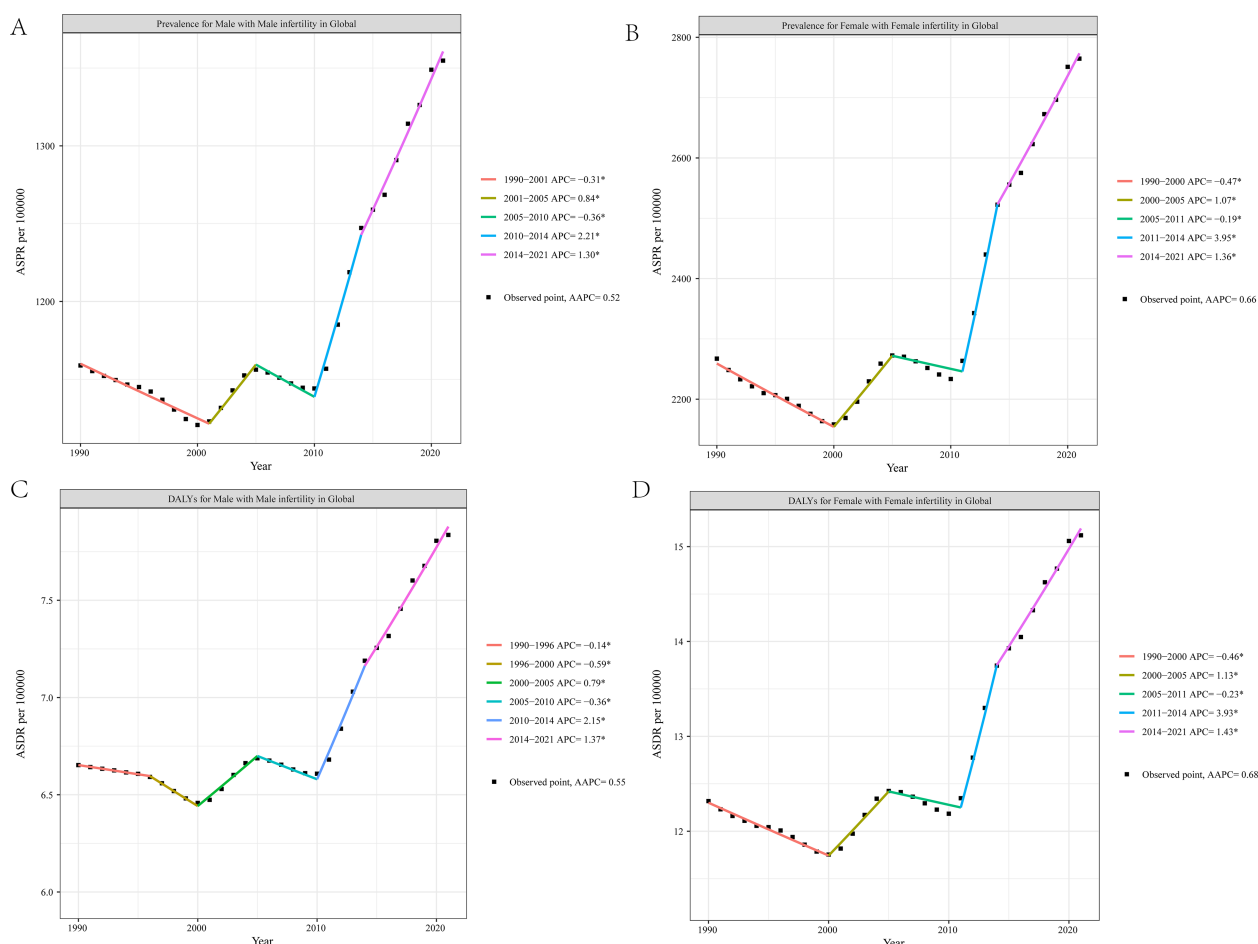 A
Prevalence for Male with Male infertility in Global
1300
1200
ASPR per 100000
1990
2000
2010
2020
Year
1990−2001 APC= −0.31*
2001−2005 APC= 0.84*
2005−2010 APC= −0.36*
2010−2014 APC= 2.21*
2014−2021 APC= 1.30*
Observed point, AAPC= 0.52
B
Prevalence for Female with Female infertility in Global
2800
2600
2400
2200
ASPR per 100000
1990
2000
2010
2020
Year
1990−2000 APC= −0.47*
2000−2005 APC= 1.07*
2005−2011 APC= −0.19*
2011−2014 APC= 3.95*
2014−2021 APC= 1.36*
Observed point, AAPC= 0.66
C
DALYs for Male with Male infertility in Global
7.5
7.0
6.5
6.0
ASDR per 100000
1990
2000
2010
2020
Year
1990−1996 APC= −0.14*
1996−2000 APC= −0.59*
2000−2005 APC= 0.79*
2005−2010 APC= −0.36*
2010−2014 APC= 2.15*
2014−2021 APC= 1.37*
Observed point, AAPC= 0.55
D
DALYs for Female with Female infertility in Global
15
14
13
12
ASDR per 100000
1990
2000
2010
2020
Year
1990−2000 APC= −0.46*
2000−2005 APC= 1.13*
2005−2011 APC= −0.23*
2011−2014 APC= 3.93*
2014−2021 APC= 1.43*
Observed point, AAPC= 0.68